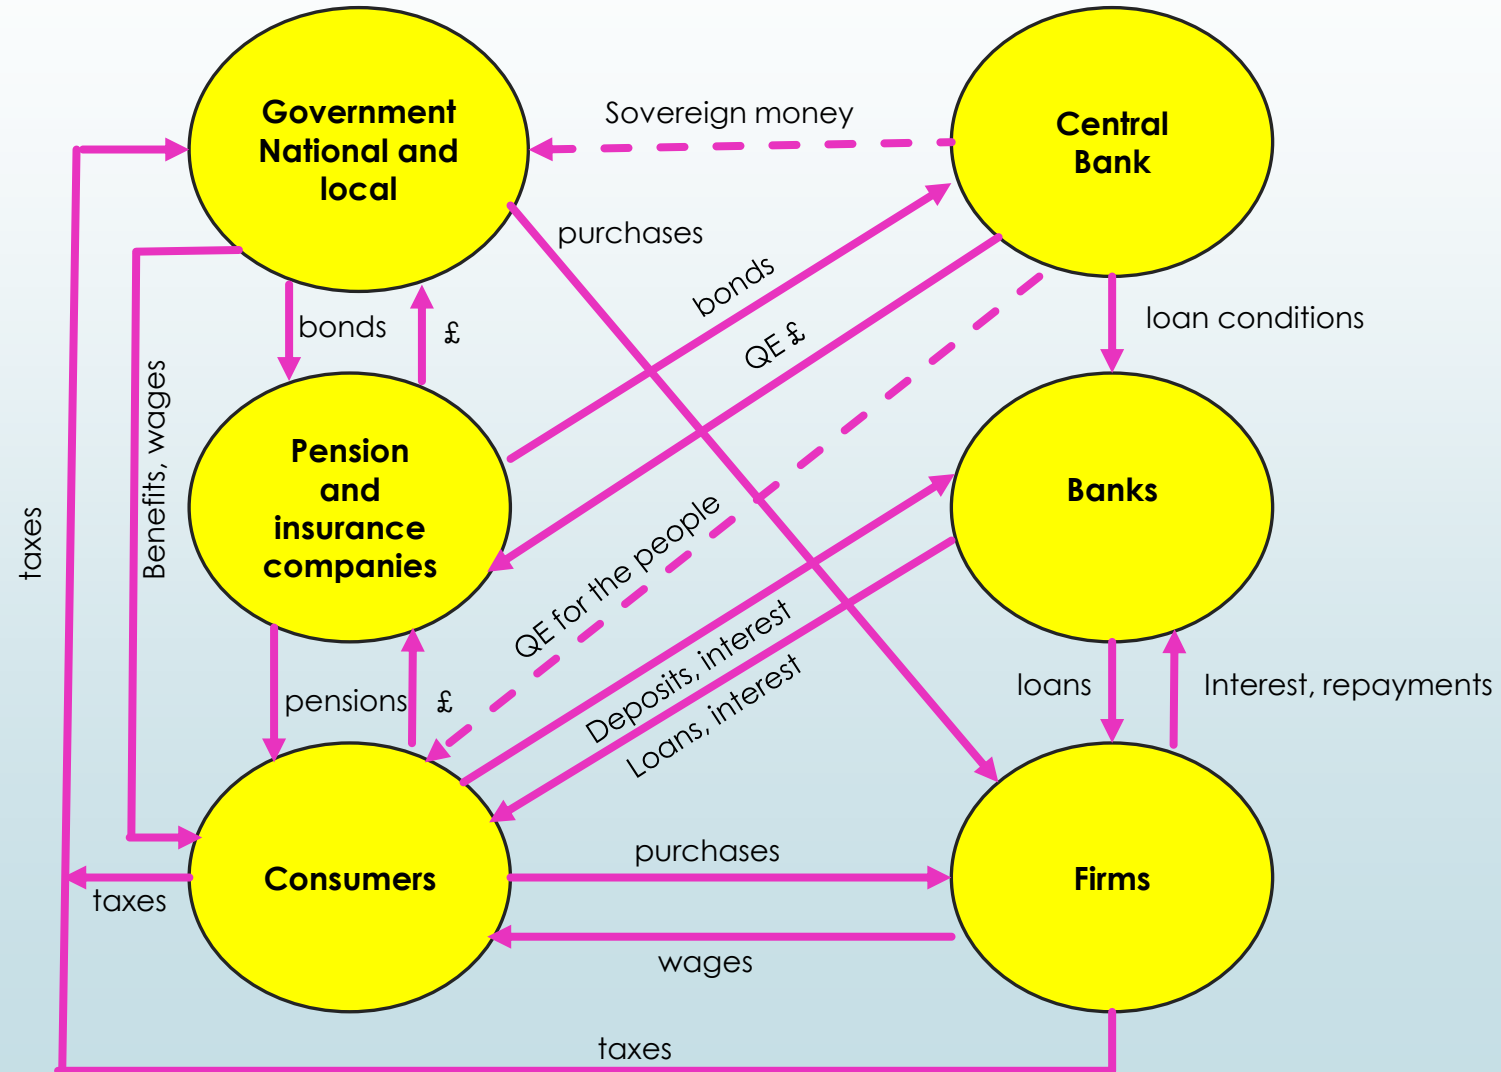 Government
National and
local
Sovereign money
Central
Bank
purchases
bonds
QE £
loan conditions
bonds
£
Benefits, wages
taxes
Pension
and
insurance
companies
Banks
QE for the people
Deposits, interest
Loans, interest
pensions
£
loans
Interest, repayments
Consumers
purchases
Firms
taxes
wages
taxes